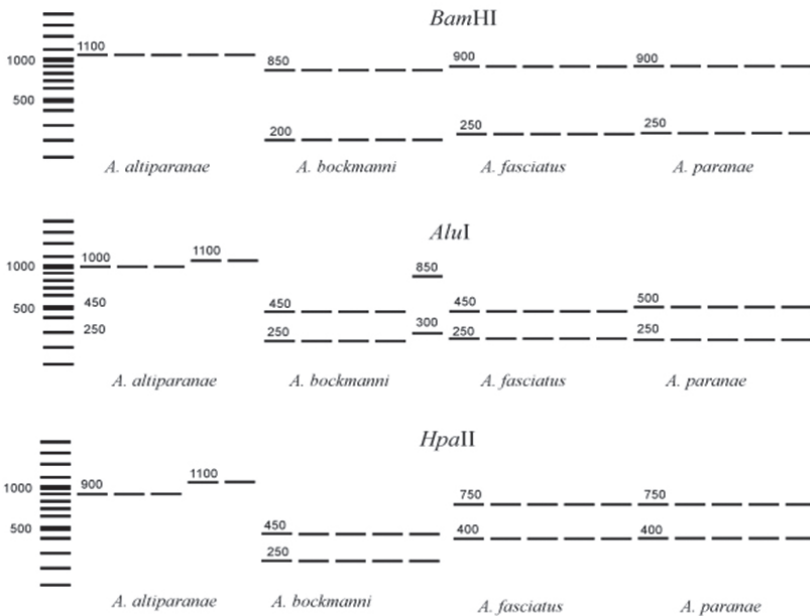 BamHI
1100
1000
850
900
900
500
200
250
250
A. altiparanae
A. bockmanni
A. fasciatus
A. paranae
AluI
1000
1000
1100
850
500
450
450
450
500
300
250
250
250
250
A. altiparanae
A. bockmanni
A. fasciatus
A. paranae
HpaII
1000
900
1100
750
750
500
450
400
400
250
A. altiparanae
A. bockmanni
A. fasciatus
A. paranae